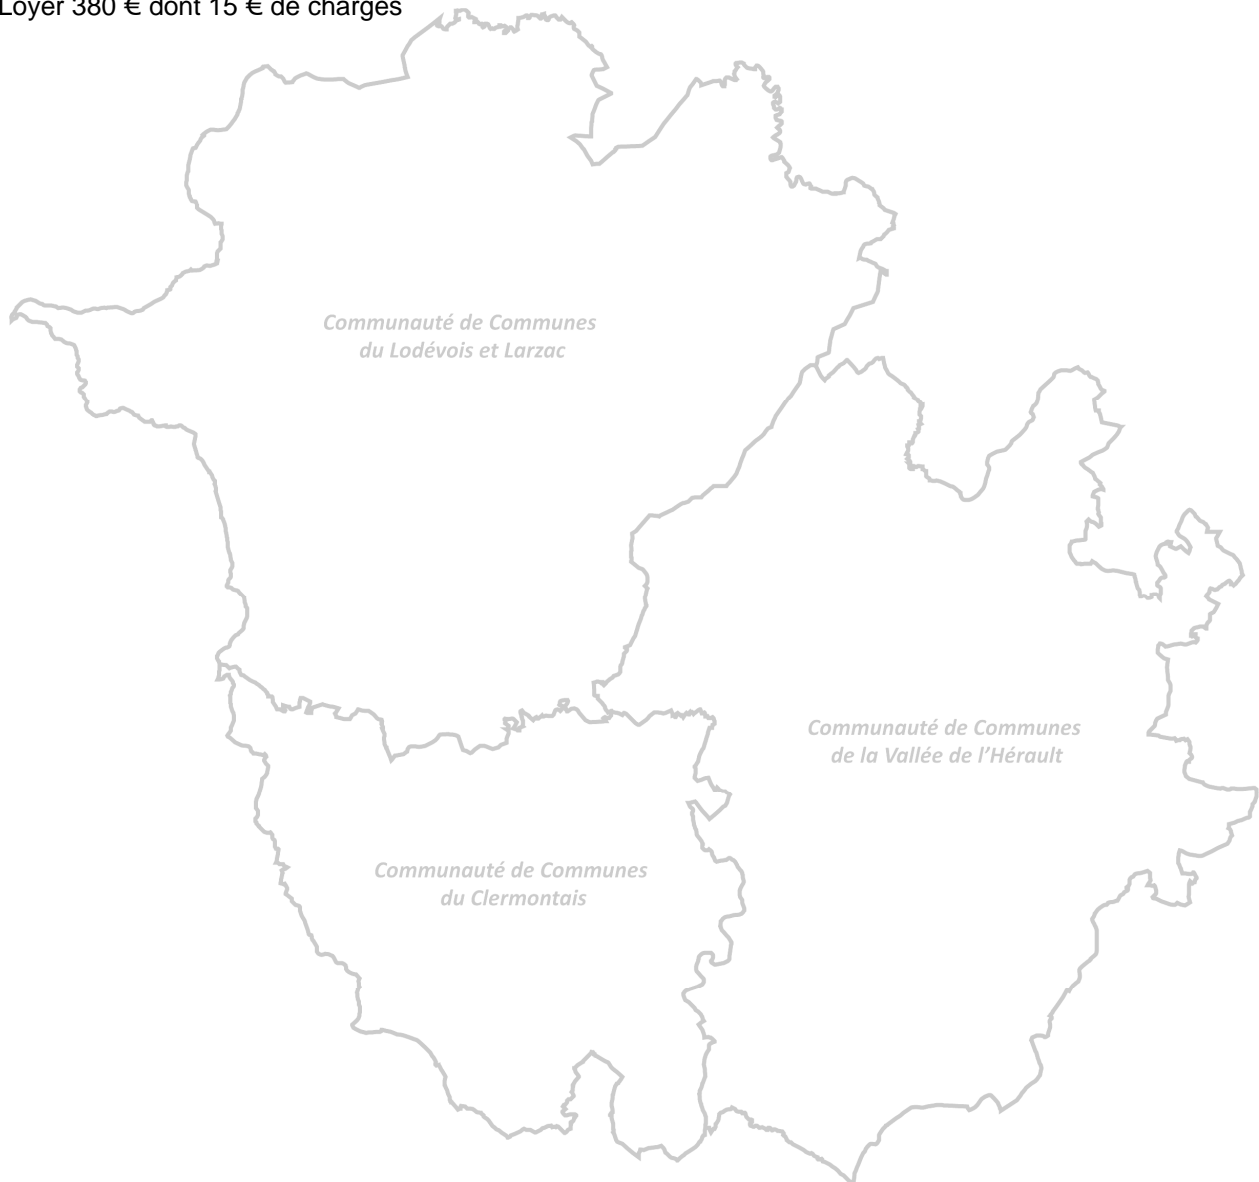 Loyer 380 € dont 15 € de charges
Communauté de Communes
du Lodévois et Larzac
Communauté de Communes
de la Vallée de l'Hérault
Communauté de Communes
du Clermontais